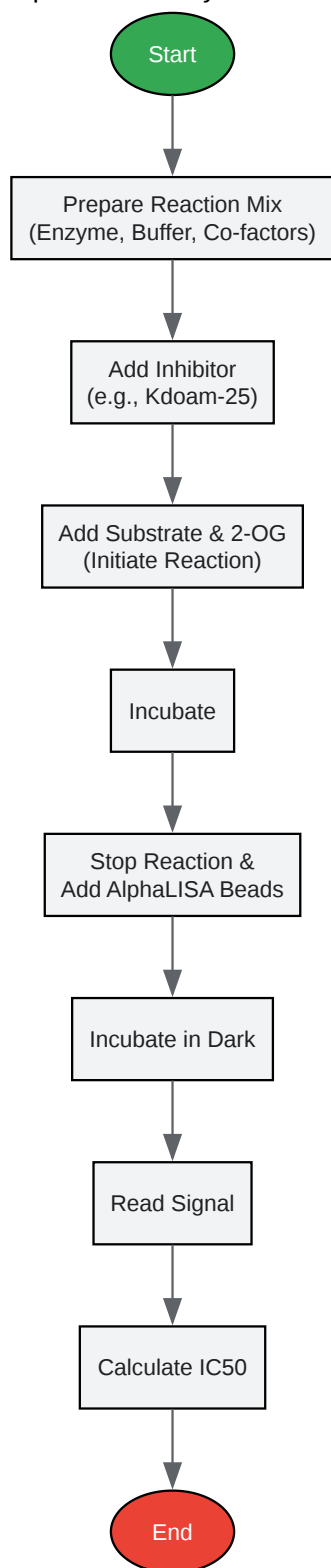 Start
Prepare Reaction Mix
(Enzyme, Buffer, Co-factors)
Add Inhibitor
(e.g., Kdoam-25)
Add Substrate & 2-OG
(Initiate Reaction)
Incubate
Stop Reaction &
Add AlphaLISA Beads
Incubate in Dark
Read Signal
Calculate IC50
End